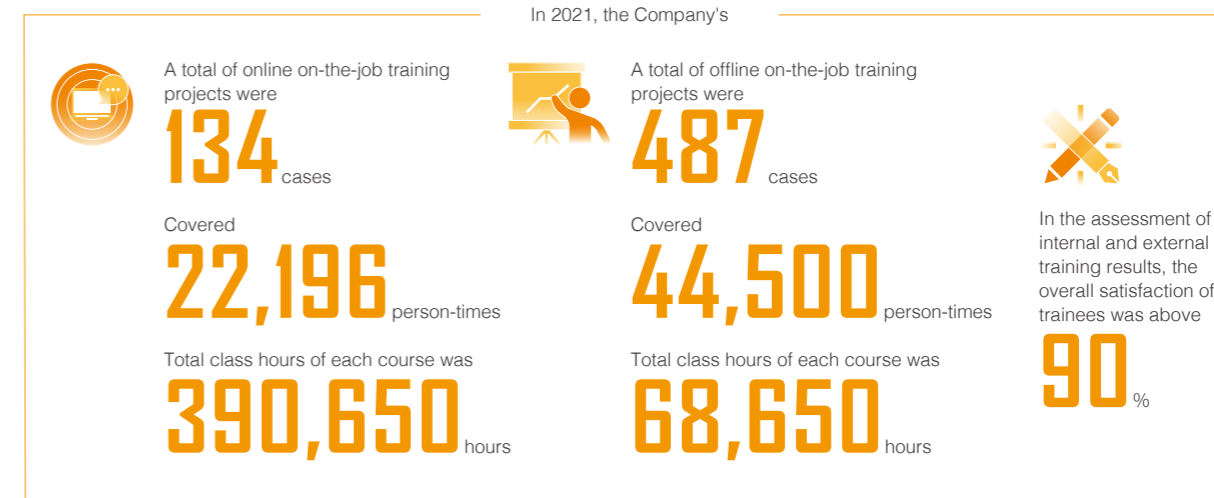 In 2021, the Company's
A total of online on-the-job training
projects were
134 cases
Covered
22,196 person-times
Total class hours of each course was
390,650 hours
A total of offline on-the-job training
projects were
487 cases
Covered
44,500 person-times
Total class hours of each course was
68,650 hours
In the assessment of
internal and external
training results, the
overall satisfaction of
trainees was above
90 %